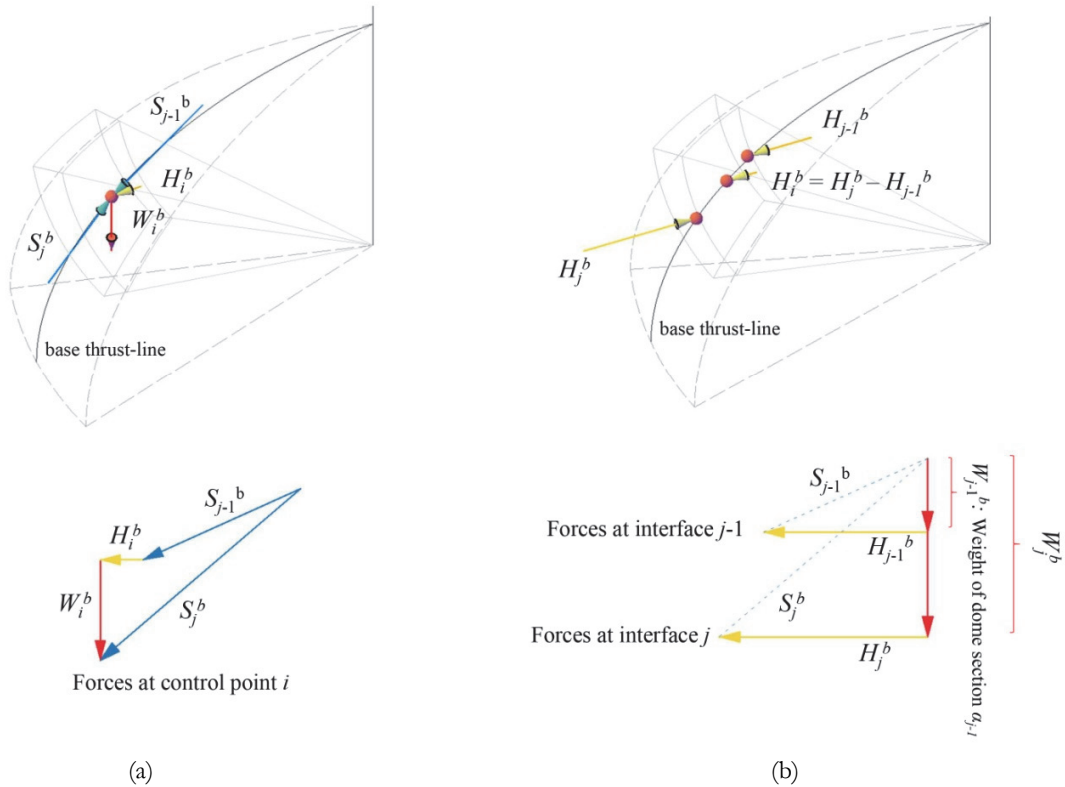 S_{j-1}^b
H_i^b
W_i^b
S_j^b
base thrust-line
H_{j-1}^b
H_i^b = H_j^b – H_{j-1}^b
H_j^b
base thrust-line
S_{j-1}^b
H_i^b
W_i^b
S_j^b
Forces at control point i
S_{j-1}^b
Forces at interface j-1
H_{j-1}^b
S_j^b
Forces at interface j
H_j^b
W_{j-1}^b: Weight of dome section α_{j-1}
W_j^b
(a)
(b)